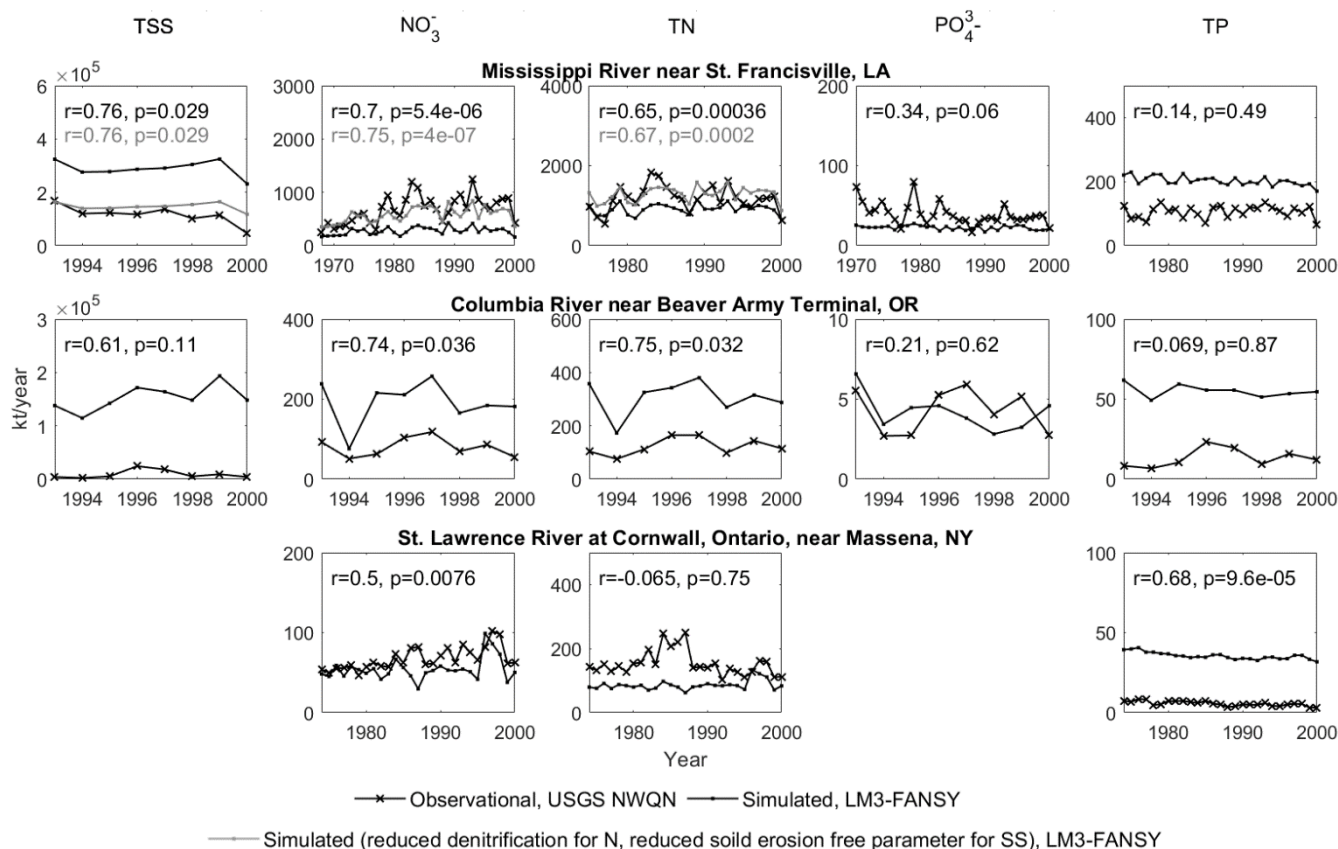 TSS NO₃⁻ TN PO₄³⁻ TP
Mississippi River near St. Francisville, LA
×10⁵
6
4
2
0
r=0.76, p=0.029
r=0.76, p=0.029
1994 1996 1998 2000
3000
2000
1000
0
r=0.7, p=5.4e-06
r=0.75, p=4e-07
1970 1980 1990 2000
4000
2000
0
r=0.65, p=0.00036
r=0.67, p=0.0002
1980 1990 2000
200
100
0
r=0.34, p=0.06
1970 1980 1990 2000
400
200
0
r=0.14, p=0.49
1980 1990 2000
Columbia River near Beaver Army Terminal, OR
kt/year
×10⁵
3
2
1
0
r=0.61, p=0.11
1994 1996 1998 2000
400
200
0
r=0.74, p=0.036
1994 1996 1998 2000
600
400
200
0
r=0.75, p=0.032
1994 1996 1998 2000
10
5
0
r=0.21, p=0.62
1994 1996 1998 2000
100
50
0
r=0.069, p=0.87
1994 1996 1998 2000
St. Lawrence River at Cornwall, Ontario, near Massena, NY
200
100
0
r=0.5, p=0.0076
1980 1990 2000
400
200
0
r=-0.065, p=0.75
1980 1990 2000
100
50
0
r=0.68, p=9.6e-05
1980 1990 2000
Year
Observational, USGS NWQN Simulated, LM3-FANSY
Simulated (reduced denitrification for N, reduced soild erosion free parameter for SS), LM3-FANSY